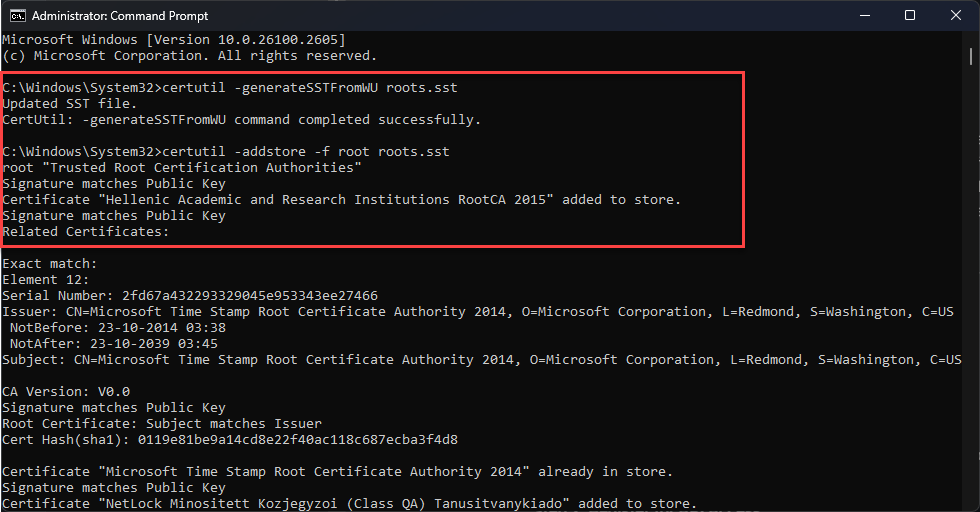 Administrator: Command Prompt
Microsoft Windows [Version 10.0.26100.2605]
(c) Microsoft Corporation. All rights reserved.
C:\Windows\System32>certutil -generateSSTFromWU roots.sst
Updated SST file.
CertUtil: -generateSSTFromWU command completed successfully.
C:\Windows\System32>certutil -addstore -f root roots.sst
root "Trusted Root Certification Authorities"
Signature matches Public Key
Certificate "Hellenic Academic and Research Institutions RootCA 2015" added to store.
Signature matches Public Key
Related Certificates:
Exact match:
Element 12:
Serial Number: 2fd67a432293329045e953343ee27466
Issuer: CN=Microsoft Time Stamp Root Certificate Authority 2014, O=Microsoft Corporation, L=Redmond, S=Washington, C=US
NotBefore: 23-10-2014 03:38
NotAfter: 23-10-2039 03:45
Subject: CN=Microsoft Time Stamp Root Certificate Authority 2014, O=Microsoft Corporation, L=Redmond, S=Washington, C=US
CA Version: V0.0
Signature matches Public Key
Root Certificate: Subject matches Issuer
Cert Hash(sha1): 0119e81be9a14cd8e22f40ac118c687ecba3f4d8
Certificate "Microsoft Time Stamp Root Certificate Authority 2014" already in store.
Signature matches Public Key
Certificate "NetLock Minositett Kozjegyzoi (Class QA) Tanusitvanykiado" added to store.